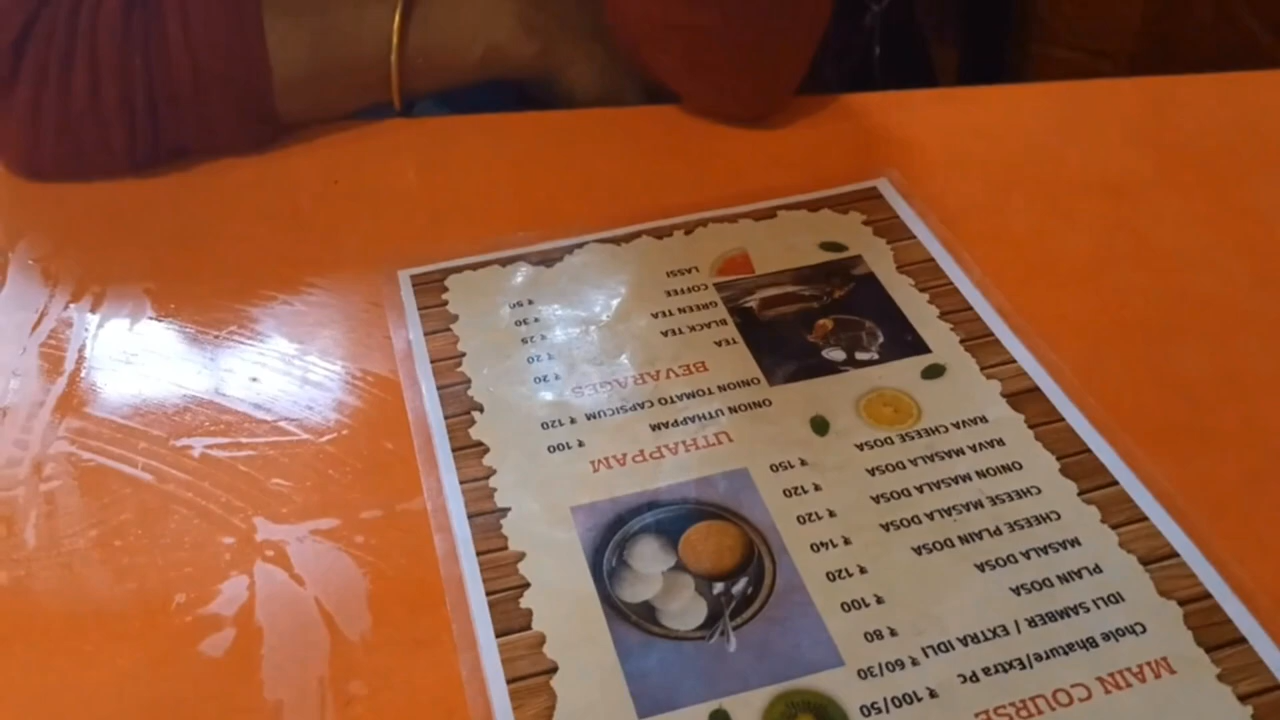 MAIN COURSE
Chole Bhature/Extra Pc ₹ 100/50
IDLI SAMBER / EXTRA IDLI ₹ 60/30
PLAIN DOSA ₹ 80
MASALA DOSA ₹ 100
CHEESE PLAIN DOSA ₹ 120
CHEESE MASALA DOSA ₹ 140
ONION MASALA DOSA ₹ 120
RAVA MASALA DOSA ₹ 120
RAVA CHEESE DOSA ₹ 150
UTHAPPAM
ONION UTHAPPAM ₹ 100
ONION TOMATO CAPSICUM ₹ 120
BEVARAGES
TEA ₹ 20
BLACK TEA ₹ 20
GREEN TEA ₹ 25
COFFEE ₹ 30
LASSI ₹ 50